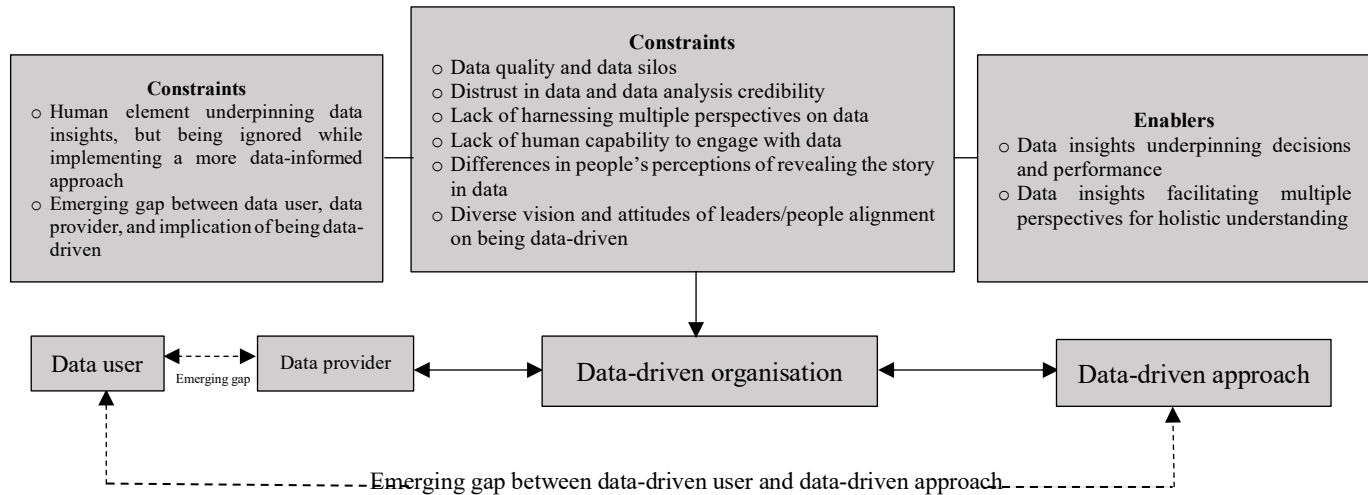 Constraints
○ Human element underpinning data
insights, but being ignored while
implementing a more data-informed
approach
○ Emerging gap between data user, data
provider, and implication of being data-
driven
Constraints
○ Data quality and data silos
○ Distrust in data and data analysis credibility
○ Lack of harnessing multiple perspectives on data
○ Lack of human capability to engage with data
○ Differences in people's perceptions of revealing the story
in data
○ Diverse vision and attitudes of leaders/people alignment
on being data-driven
Enablers
○ Data insights underpinning decisions
and performance
○ Data insights facilitating multiple
perspectives for holistic understanding
Data user
Emerging gap
Data provider
Data-driven organisation
Data-driven approach
Emerging gap between data-driven user and data-driven approach